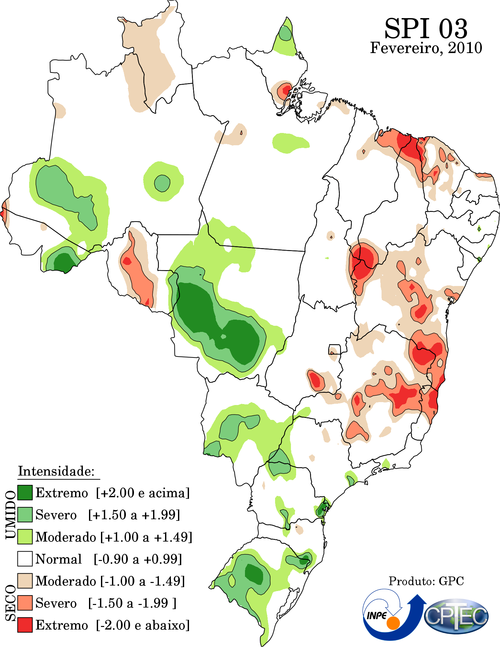 SPI 03
Fevereiro, 2010
Intensidade:
UMIDO
Extremo [+2.00 e acima]
Severo [+1.50 a +1.99]
Moderado [+1.00 a +1.49]
Normal [-0.90 a +0.99]
SECO
Moderado [-1.00 a -1.49]
Severo [-1.50 a -1.99 ]
Extremo [-2.00 e abaixo]
Produto: GPC
INPE
CPTEC